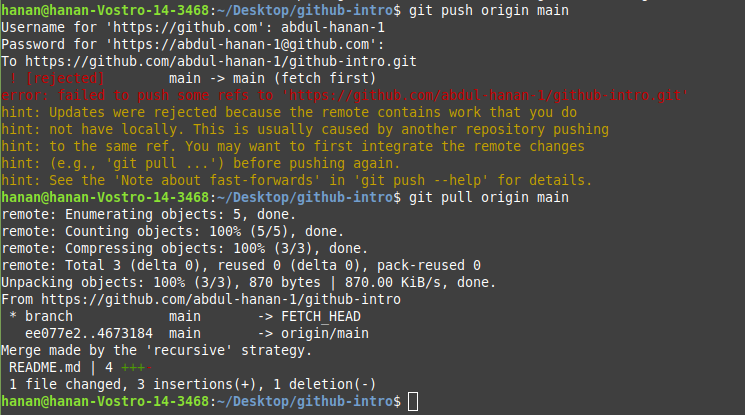 hanan@hanan-Vostro-14-3468:~/Desktop/github-intro$ git push origin main
Username for 'https://github.com': abdul-hanan-1
Password for 'https://abdul-hanan-1@github.com':
To https://github.com/abdul-hanan-1/github-intro.git
 ! [rejected]        main -> main (fetch first)
error: failed to push some refs to 'https://github.com/abdul-hanan-1/github-intro.git'
hint: Updates were rejected because the remote contains work that you do
hint: not have locally. This is usually caused by another repository pushing
hint: to the same ref. You may want to first integrate the remote changes
hint: (e.g., 'git pull ...') before pushing again.
hint: See the 'Note about fast-forwards' in 'git push --help' for details.
hanan@hanan-Vostro-14-3468:~/Desktop/github-intro$ git pull origin main
remote: Enumerating objects: 5, done.
remote: Counting objects: 100% (5/5), done.
remote: Compressing objects: 100% (3/3), done.
remote: Total 3 (delta 0), reused 0 (delta 0), pack-reused 0
Unpacking objects: 100% (3/3), 870 bytes | 870.00 KiB/s, done.
From https://github.com/abdul-hanan-1/github-intro
 * branch            main       -> FETCH_HEAD
   ee077e2..4673184  main       -> origin/main
Merge made by the 'recursive' strategy.
 README.md | 4 +++
 1 file changed, 3 insertions(+), 1 deletion(-)
hanan@hanan-Vostro-14-3468:~/Desktop/github-intro$